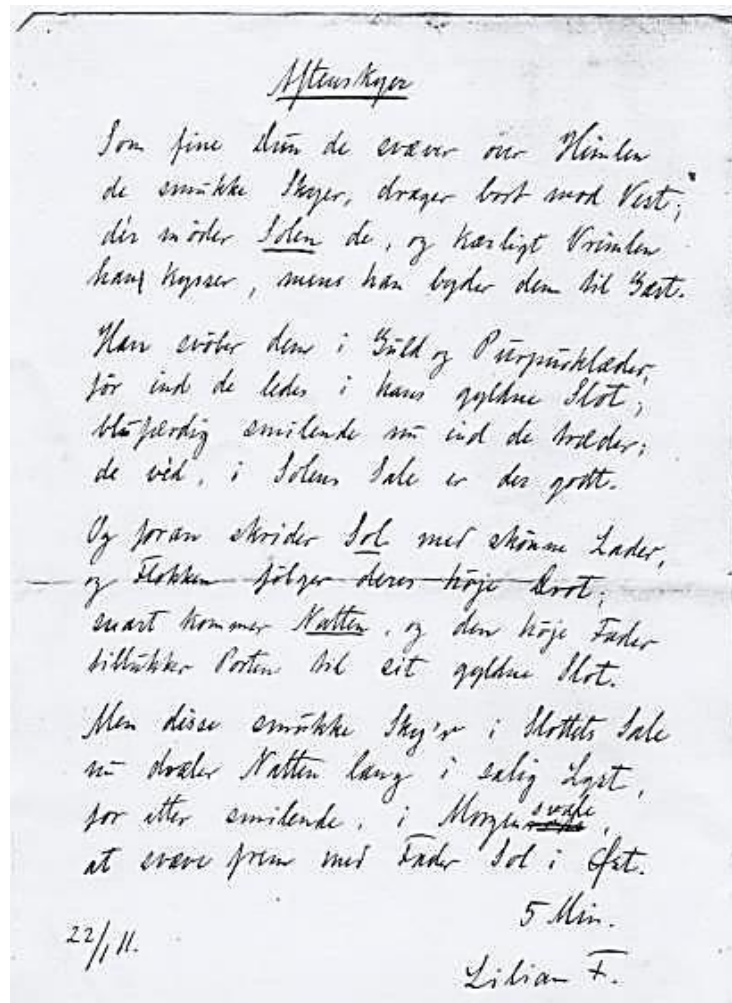 Aftenskyer
Som fine Dun de svæver over Himlen
de smukke Skyer, drager bort mod Vest;
dér møder Solen de, og kærligt Vrimlen
han kysser, mens han byder dem til Gæst.
Han svøber dem i Guld og Purpurklæder,
før ind de ledes i hans gyldne Slot;
blufærdig smilende nu ind de træder;
de véd, i Solens Sale er der godt.
Og foran skrider Sol med skønne Lader,
og Flokken følger deres høje Drot;
snart kommer Natten, og den høje Fader
tillukker Porten til sit gyldne Slot.
Men disse smukke Sky'r i Slottets Sale
nu dvæler Natten lang i salig Lyst,
for atter smilende, i Morgen
at svæve frem med Fader Sol i Øst.
5 Min.
22/1 11.
Lilian F.